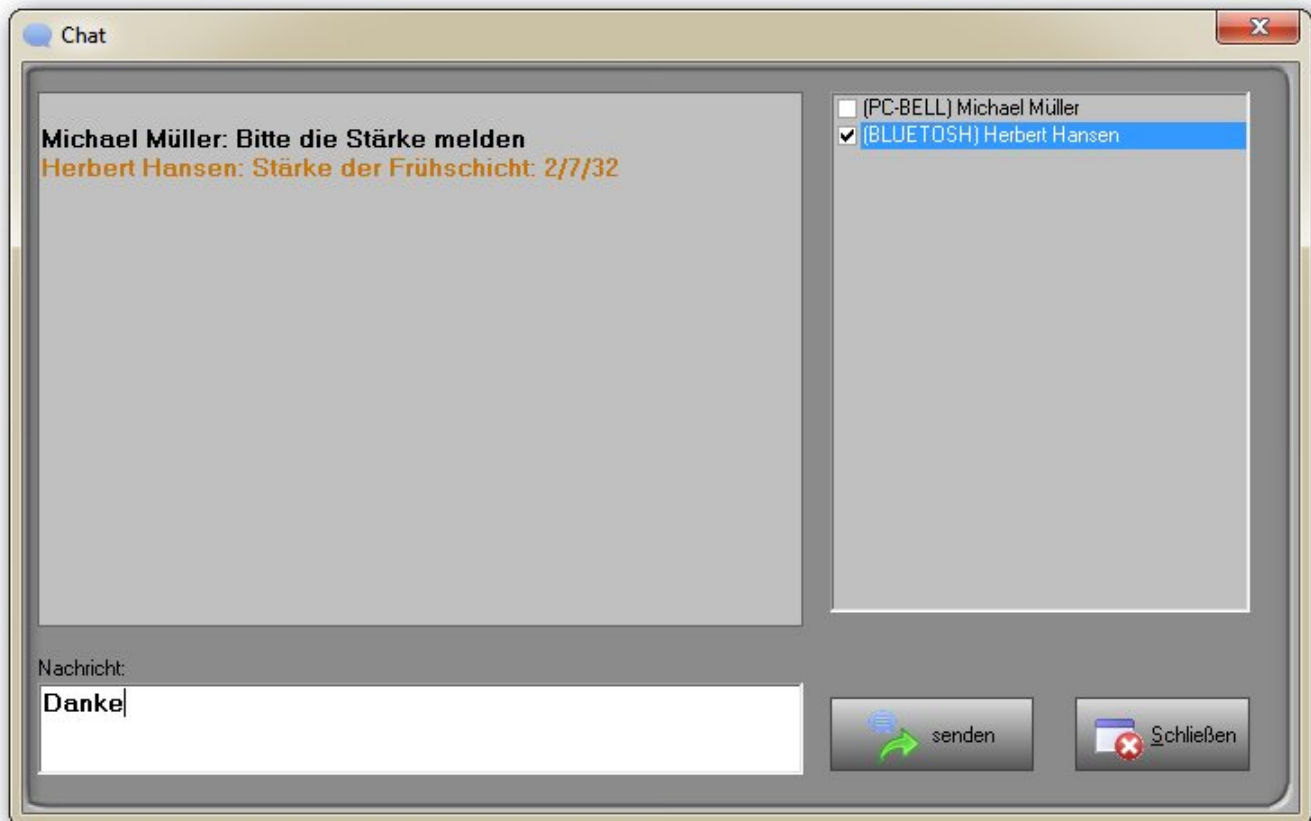 Chat
Michael Müller: Bitte die Stärke melden
Herbert Hansen: Stärke der Frühschicht: 2/7/32
(PC-BELL) Michael Müller
(BLUETOSH) Herbert Hansen
Nachricht:
Danke
senden
Schließen